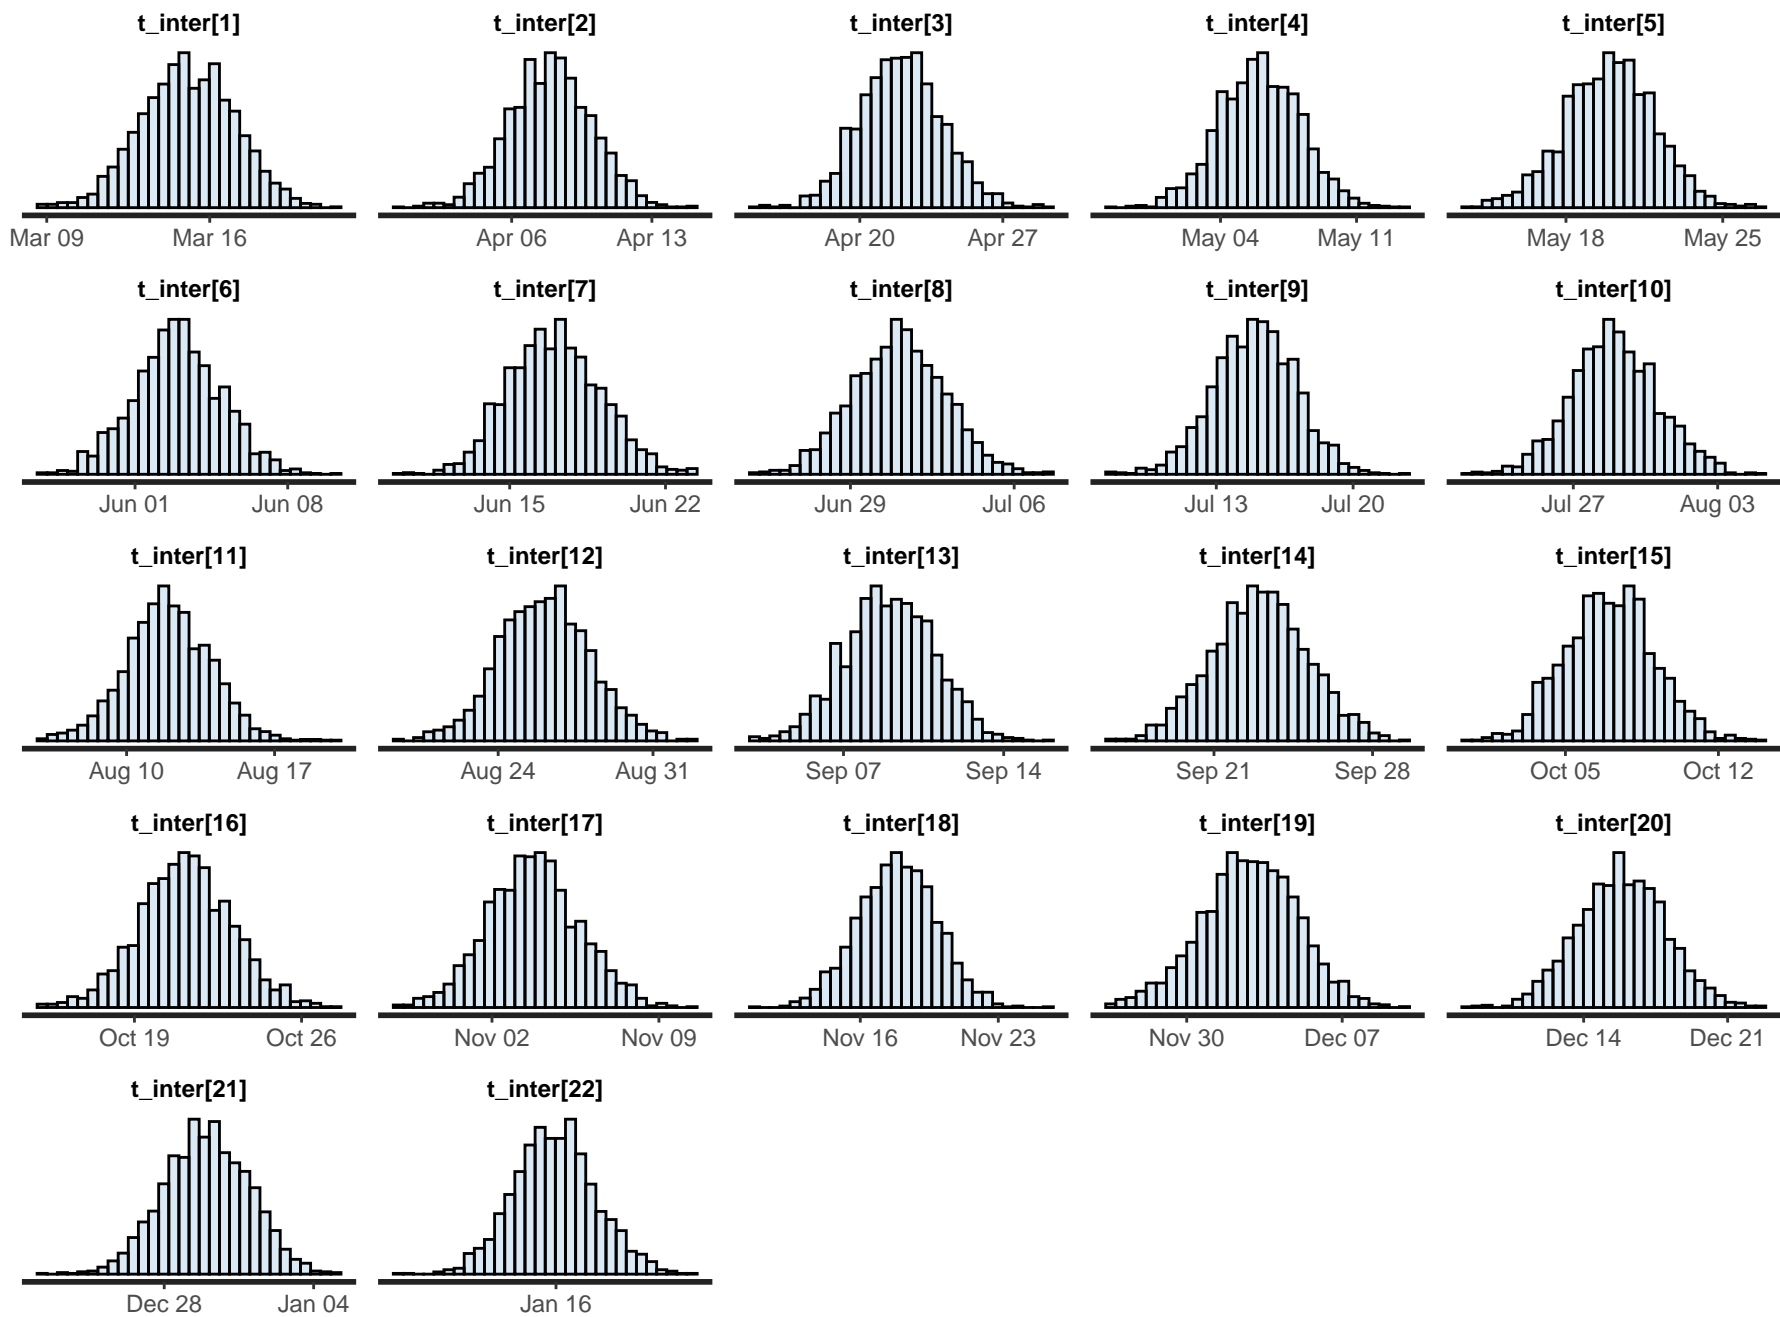 t_inter[1] t_inter[2] t_inter[3] t_inter[4] t_inter[5]
Mar 09 Mar 16 Apr 06 Apr 13 Apr 20 Apr 27 May 04 May 11 May 18 May 25
t_inter[6] t_inter[7] t_inter[8] t_inter[9] t_inter[10]
Jun 01 Jun 08 Jun 15 Jun 22 Jun 29 Jul 06 Jul 13 Jul 20 Jul 27 Aug 03
t_inter[11] t_inter[12] t_inter[13] t_inter[14] t_inter[15]
Aug 10 Aug 17 Aug 24 Aug 31 Sep 07 Sep 14 Sep 21 Sep 28 Oct 05 Oct 12
t_inter[16] t_inter[17] t_inter[18] t_inter[19] t_inter[20]
Oct 19 Oct 26 Nov 02 Nov 09 Nov 16 Nov 23 Nov 30 Dec 07 Dec 14 Dec 21
t_inter[21] t_inter[22]
Dec 28 Jan 04 Jan 16